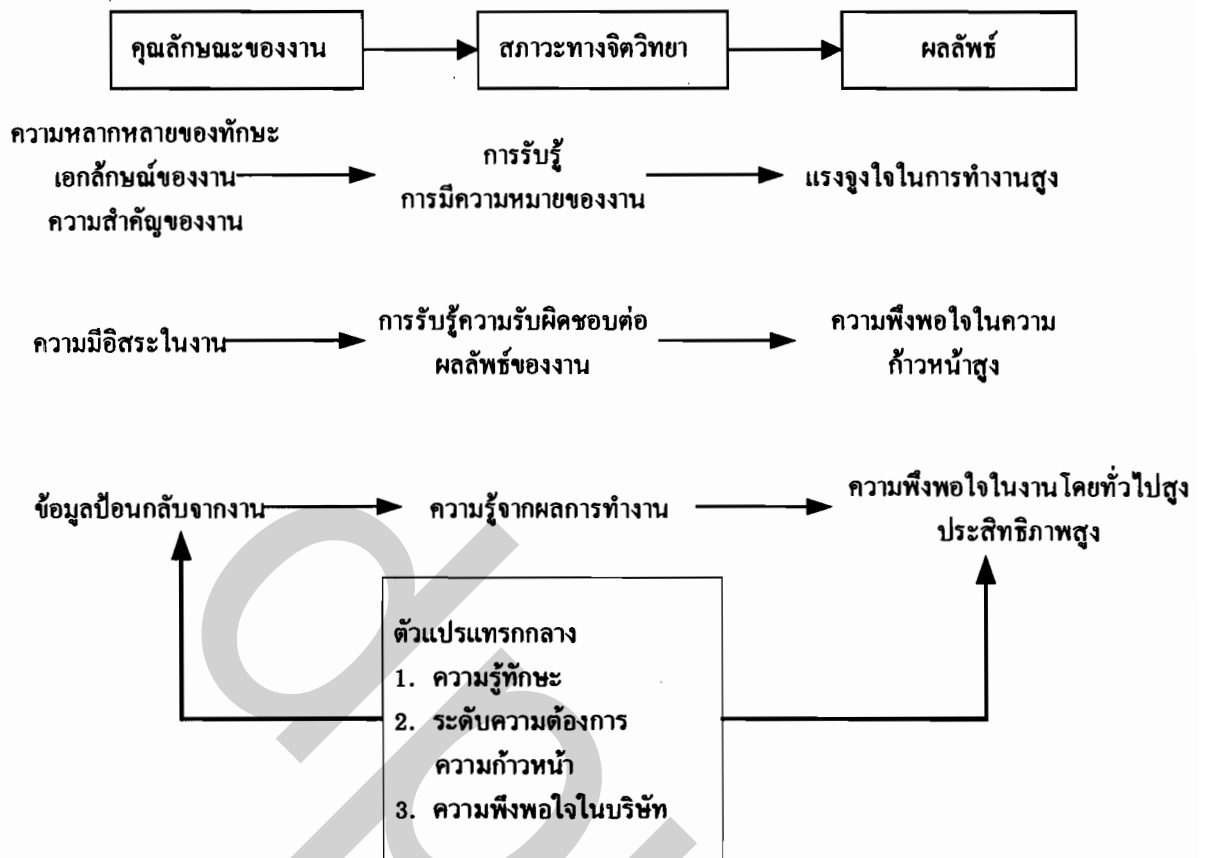 คุณลักษณะของงาน
สภาวะทางจิตวิทยา
ผลลัพธ์
ความหลากหลายของทักษะ
เอกลักษณ์ของงาน
ความสำคัญของงาน
การรับรู้
การมีความหมายของงาน
แรงจูงใจในการทำงานสูง
ความมีอิสระในงาน
การรับรู้ความรับผิดชอบต่อ
ผลลัพธ์ของงาน
ความพึงพอใจในความ
ก้าวหน้าสูง
ข้อมูลป้อนกลับจากงาน
ความรู้จากผลการทำงาน
ความพึงพอใจในงานโดยทั่วไปสูง
ประสิทธิภาพสูง
ตัวแปรแทรกกลาง
1. ความรู้ทักษะ
2. ระดับความต้องการ
ความก้าวหน้า
3. ความพึงพอใจในบริษัท